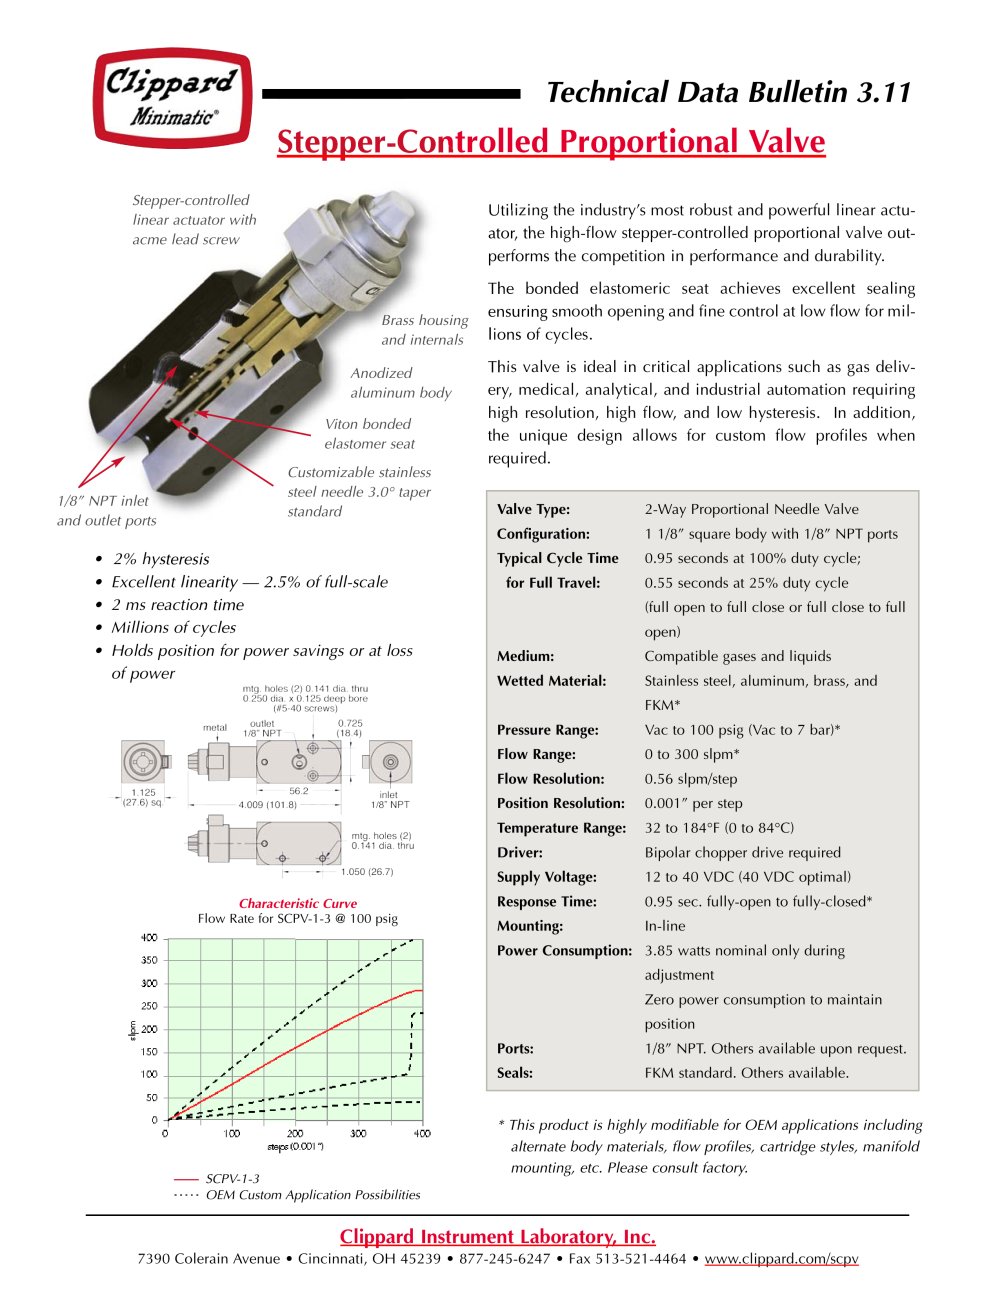 Clippard
Minimatic®
Technical Data Bulletin 3.11
Stepper-Controlled Proportional Valve
Stepper-controlled
linear actuator with
acme lead screw
Brass housing
and internals
Anodized
aluminum body
Viton bonded
elastomer seat
Customizable stainless
steel needle 3.0° taper
standard
1/8” NPT inlet
and outlet ports
• 2% hysteresis
• Excellent linearity — 2.5% of full-scale
• 2 ms reaction time
• Millions of cycles
• Holds position for power savings or at loss
of power
mtg. holes (2) 0.141 dia. thru
0.250 dia. x 0.125 deep bore
(#5-40 screws)
metal
outlet
1/8" NPT
0.725
(18.4)
1.125
(27.6) sq.
56.2
4.009 (101.8)
inlet
1/8" NPT
mtg. holes (2)
0.141 dia. thru
1.050 (26.7)
Characteristic Curve
Flow Rate for SCPV-1-3 @ 100 psig
400
350
300
250
200
150
100
50
0
slpm
0 100 200 300 400
steps (0.001 ")
SCPV-1-3
OEM Custom Application Possibilities
Utilizing the industry’s most robust and powerful linear actu-
ator, the high-flow stepper-controlled proportional valve out-
performs the competition in performance and durability.
The bonded elastomeric seat achieves excellent sealing
ensuring smooth opening and fine control at low flow for mil-
lions of cycles.
This valve is ideal in critical applications such as gas deliv-
ery, medical, analytical, and industrial automation requiring
high resolution, high flow, and low hysteresis. In addition,
the unique design allows for custom flow profiles when
required.
Valve Type: 2-Way Proportional Needle Valve
Configuration: 1 1/8” square body with 1/8” NPT ports
Typical Cycle Time 0.95 seconds at 100% duty cycle;
for Full Travel: 0.55 seconds at 25% duty cycle
(full open to full close or full close to full
open)
Medium: Compatible gases and liquids
Wetted Material: Stainless steel, aluminum, brass, and
FKM*
Pressure Range: Vac to 100 psig (Vac to 7 bar)*
Flow Range: 0 to 300 slpm*
Flow Resolution: 0.56 slpm/step
Position Resolution: 0.001” per step
Temperature Range: 32 to 184°F (0 to 84°C)
Driver: Bipolar chopper drive required
Supply Voltage: 12 to 40 VDC (40 VDC optimal)
Response Time: 0.95 sec. fully-open to fully-closed*
Mounting: In-line
Power Consumption: 3.85 watts nominal only during
adjustment
Zero power consumption to maintain
position
Ports: 1/8” NPT. Others available upon request.
Seals: FKM standard. Others available.
* This product is highly modifiable for OEM applications including
alternate body materials, flow profiles, cartridge styles, manifold
mounting, etc. Please consult factory.
Clippard Instrument Laboratory, Inc.
7390 Colerain Avenue • Cincinnati, OH 45239 • 877-245-6247 • Fax 513-521-4464 • www.clippard.com/scpv